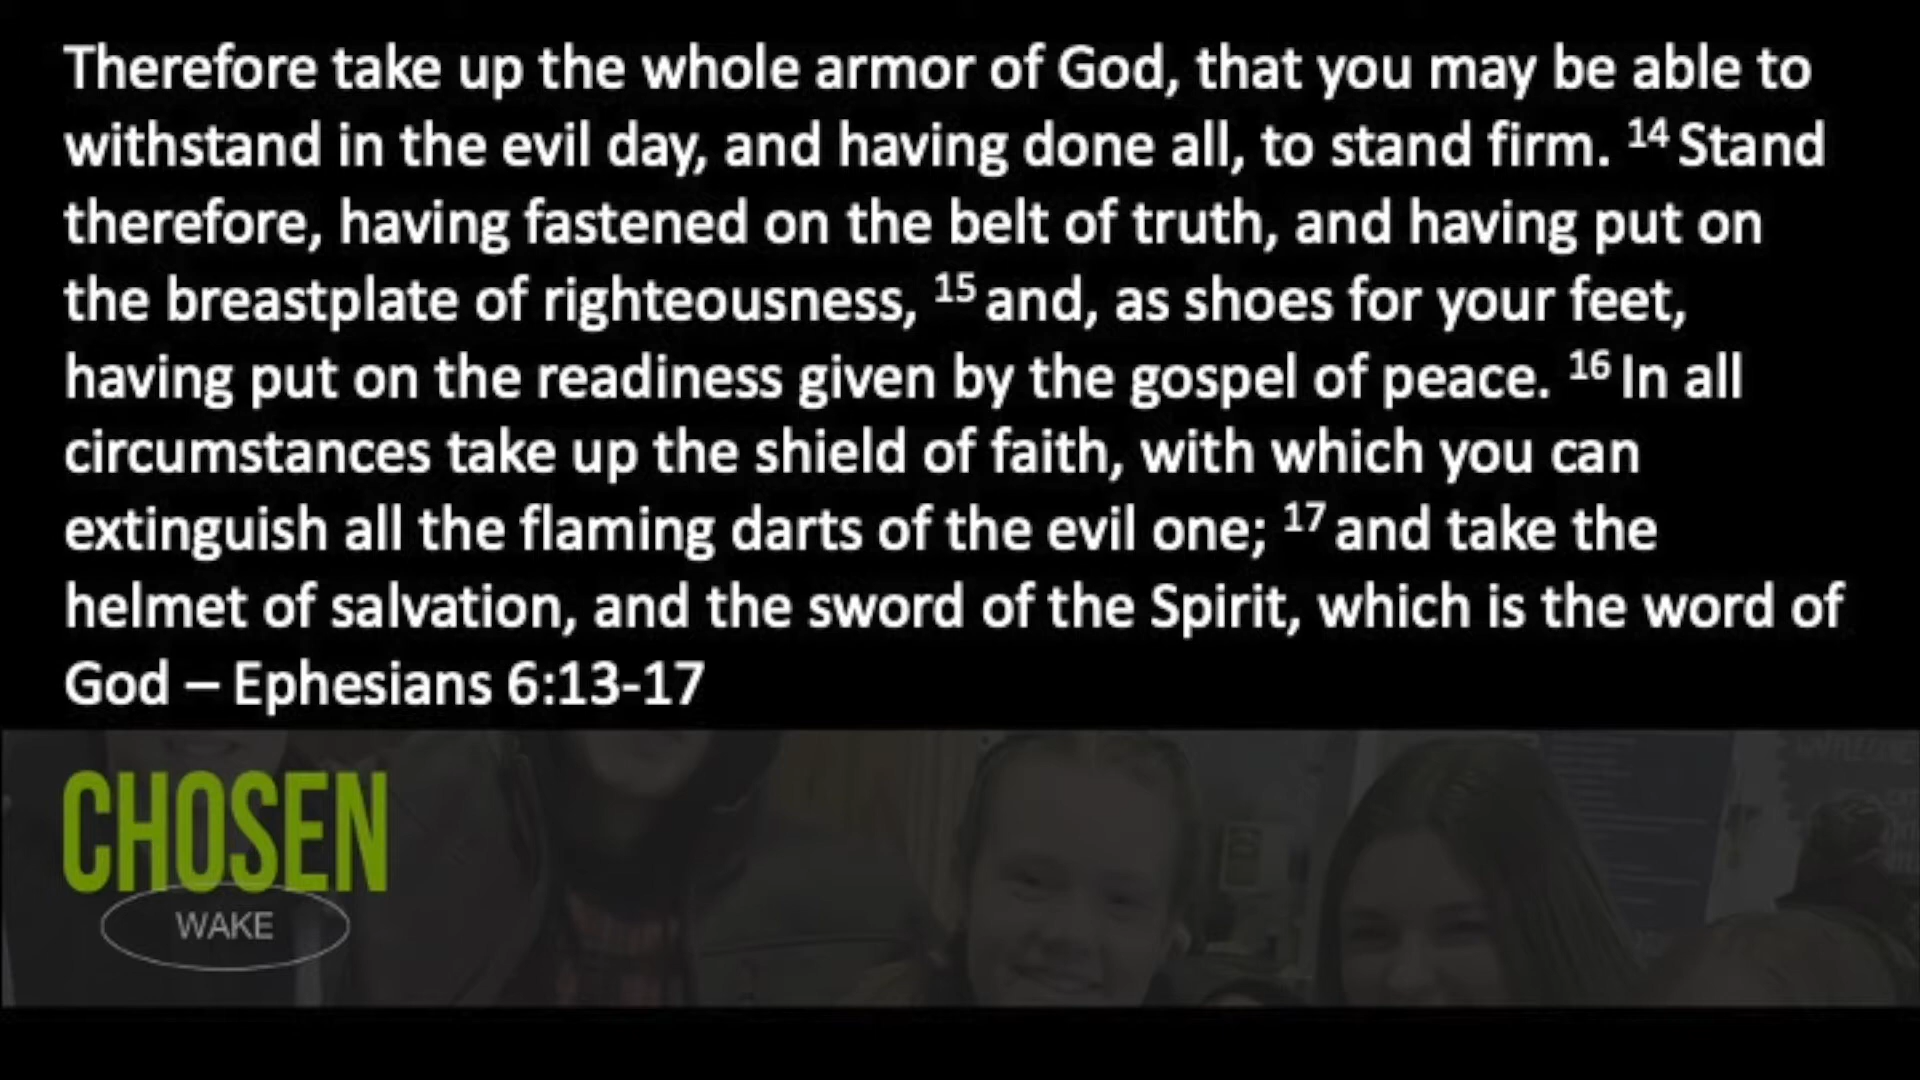 Therefore take up the whole armor of God, that you may be able to
withstand in the evil day, and having done all, to stand firm. 14 Stand
therefore, having fastened on the belt of truth, and having put on
the breastplate of righteousness, 15 and, as shoes for your feet,
having put on the readiness given by the gospel of peace. 16 In all
circumstances take up the shield of faith, with which you can
extinguish all the flaming darts of the evil one; 17 and take the
helmet of salvation, and the sword of the Spirit, which is the word of
God – Ephesians 6:13-17
CHOSEN
WAKE